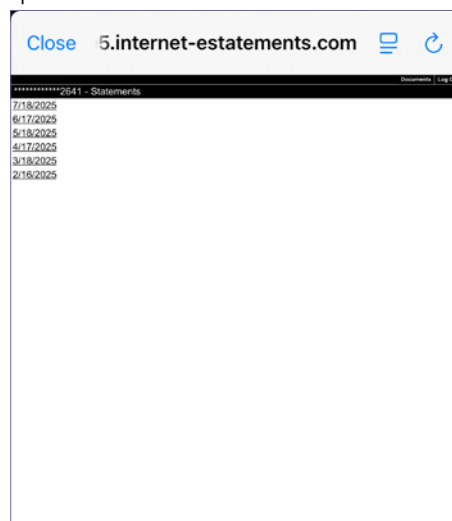 Close 5.internet-estatements.com
Documents Log
************2641 - Statements
7/18/2025
6/17/2025
5/18/2025
4/17/2025
3/18/2025
2/16/2025